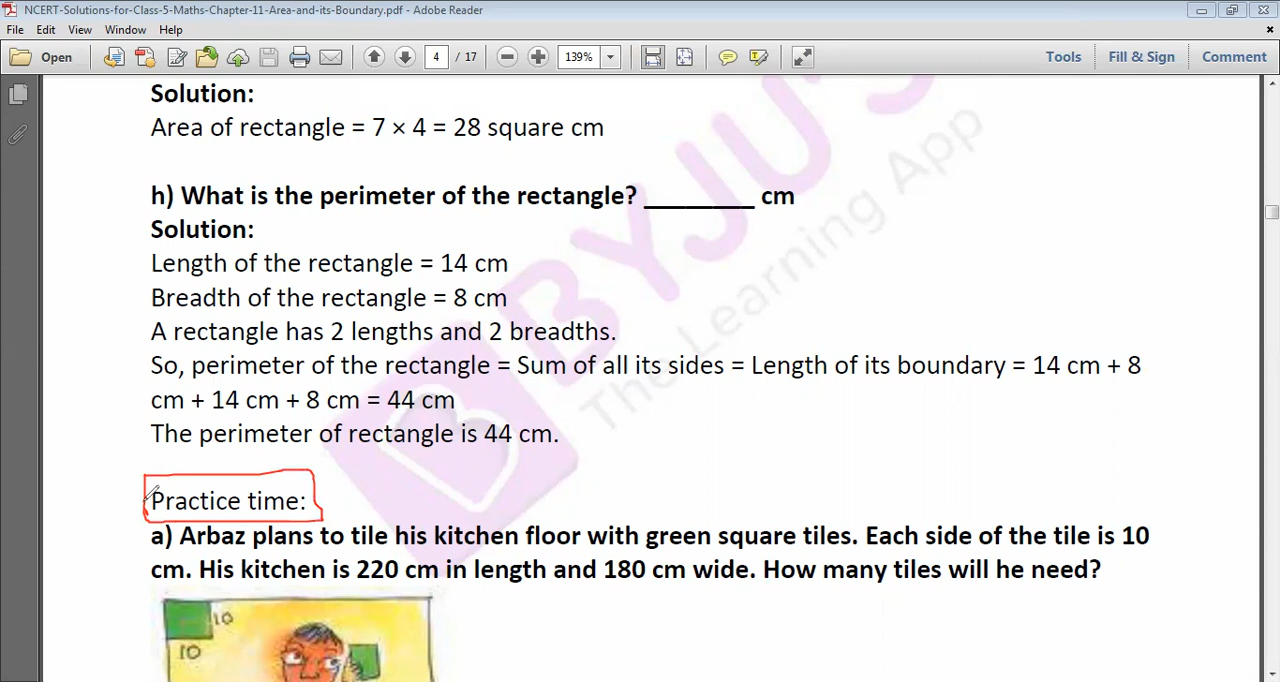 NCERT-Solutions-for-Class-5-Maths-Chapter-11-Area-and-its-Boundary.pdf - Adobe Reader
File Edit View Window Help
Open 4 / 17 139% Tools Fill & Sign Comment
Solution:
Area of rectangle = 7 × 4 = 28 square cm
h) What is the perimeter of the rectangle? ________ cm
Solution:
Length of the rectangle = 14 cm
Breadth of the rectangle = 8 cm
A rectangle has 2 lengths and 2 breadths.
So, perimeter of the rectangle = Sum of all its sides = Length of its boundary = 14 cm + 8
cm + 14 cm + 8 cm = 44 cm
The perimeter of rectangle is 44 cm.
Practice time:
a) Arbaz plans to tile his kitchen floor with green square tiles. Each side of the tile is 10
cm. His kitchen is 220 cm in length and 180 cm wide. How many tiles will he need?
10
10
BYJU'S
The Learning App